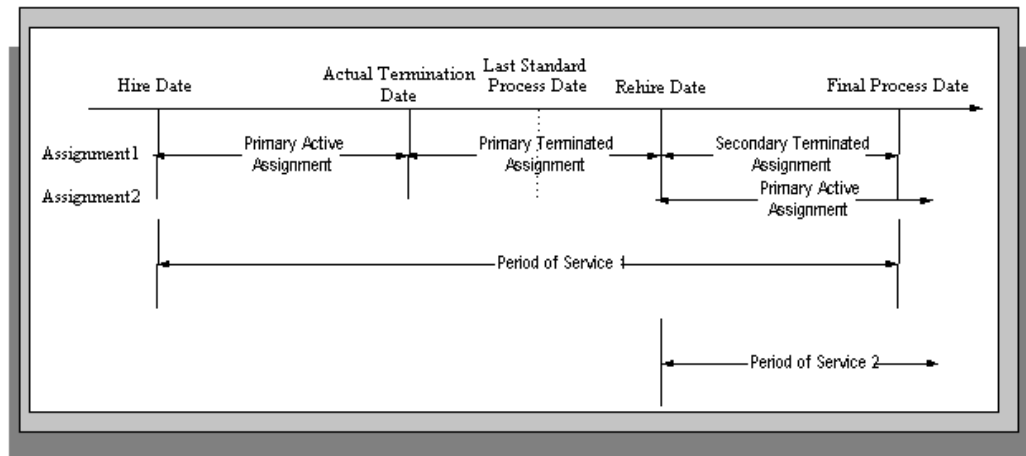 Hire Date
Actual Termination
Date
Last Standard
Process Date
Rehire Date
Final Process Date
Assignment1
Primary Active
Assignment
Primary Terminated
Assignment
Secondary Terminated
Assignment
Assignment2
Primary Active
Assignment
Period of Service 1
Period of Service 2